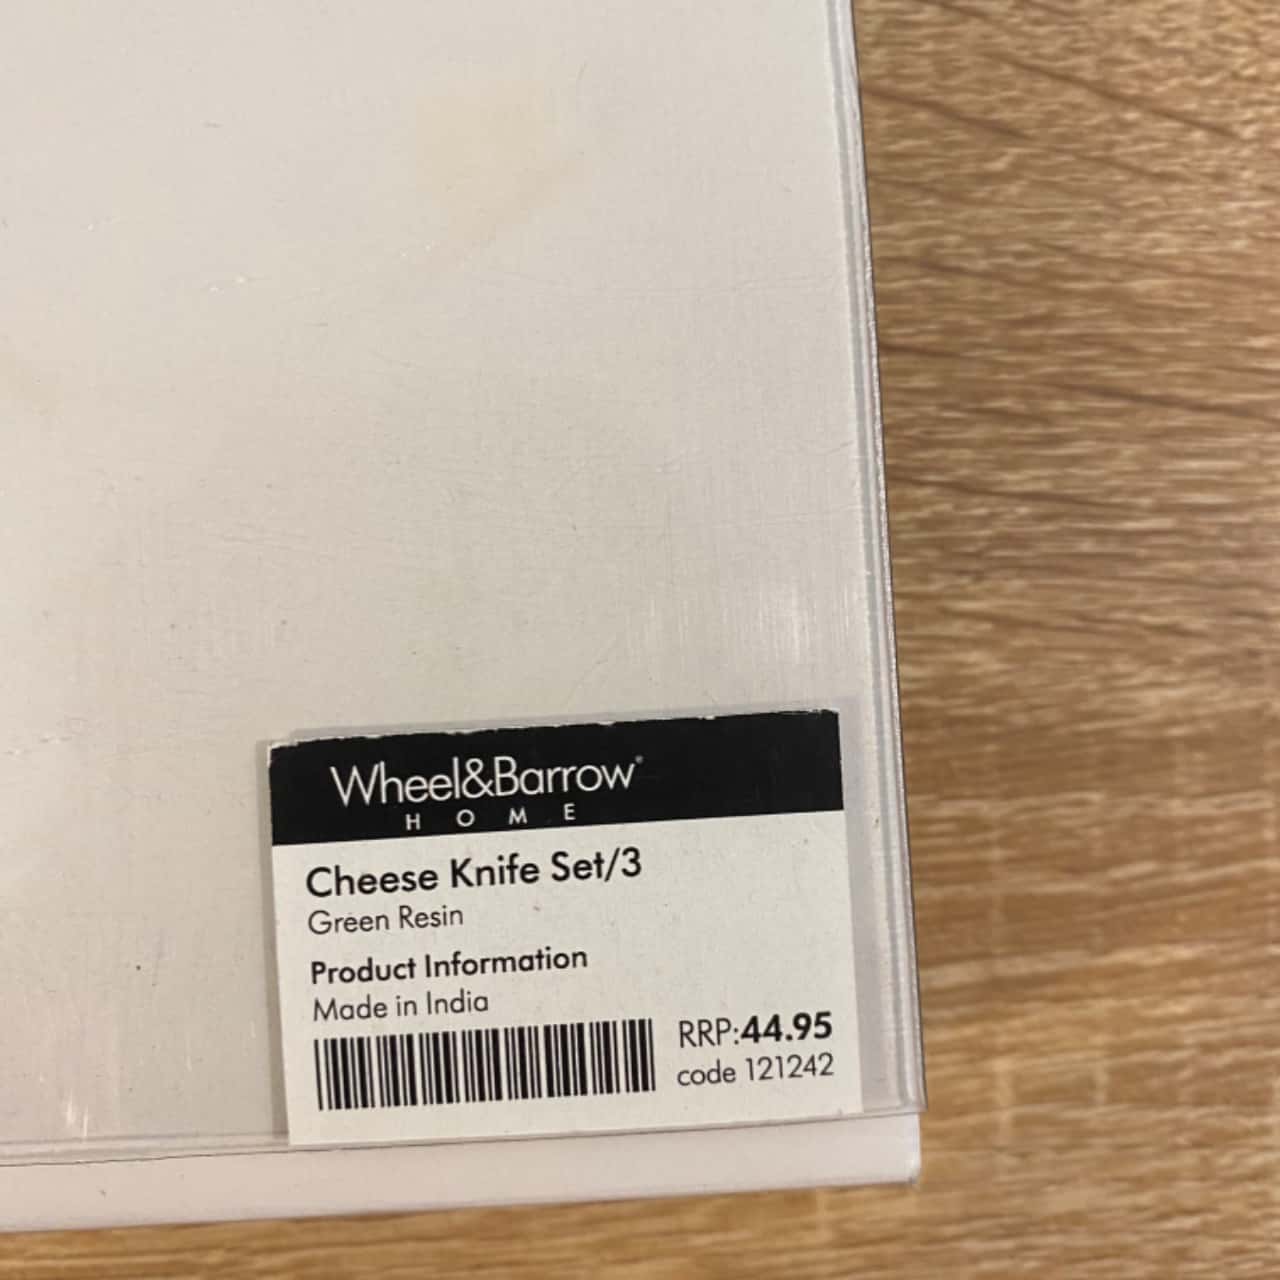 Wheel&Barrow®
HOME
Cheese Knife Set/3
Green Resin
Product Information
Made in India
RRP:44.95
code 121242